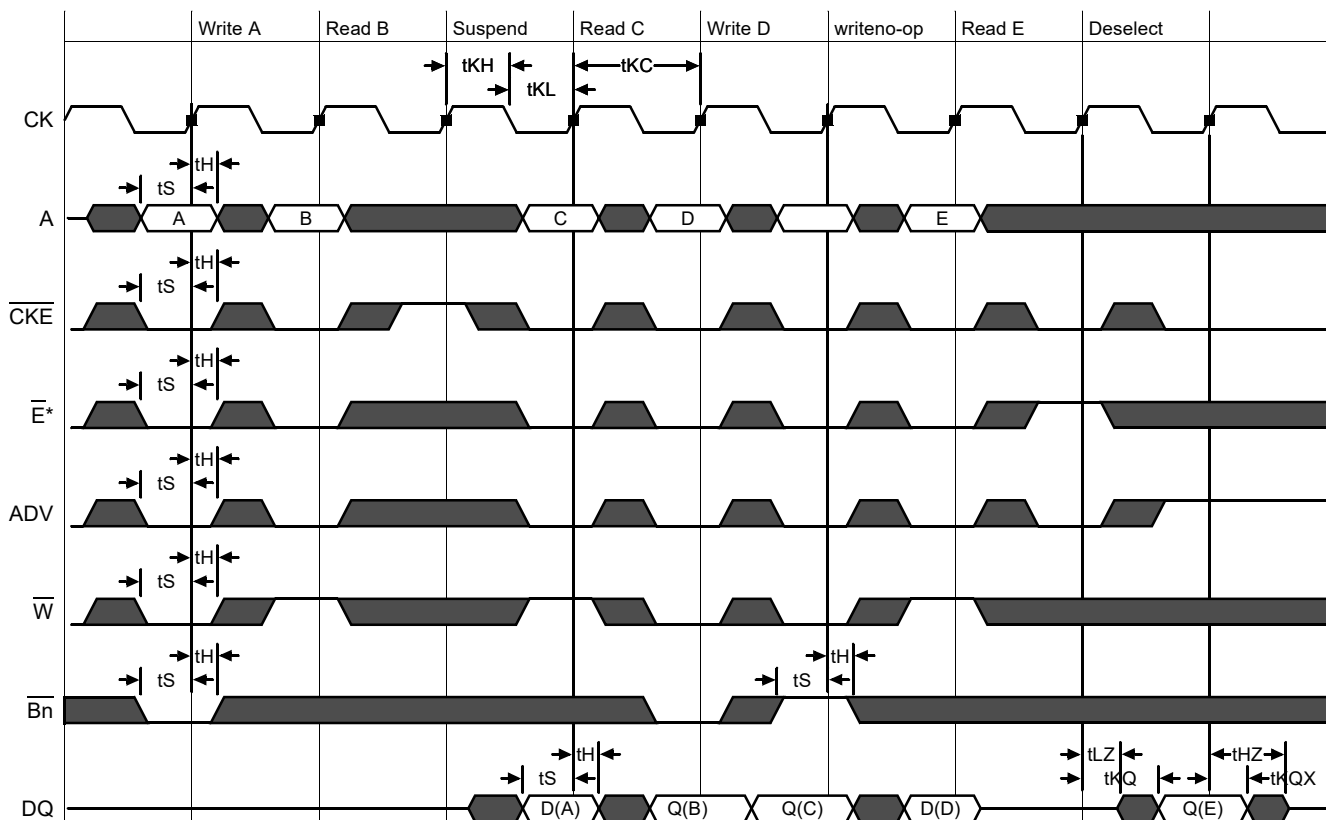 Write A Read B Suspend Read C Write D writeno-op Read E Deselect
tKH tKC
tKL
CK
tH
tS
A A B C D E
tH
tS
CKE
tH
tS
E*
tH
tS
ADV
tH
tS
W
tH tH
tS tS
Bn
tH tLZ tHZ
tS tKQ tKQX
DQ D(A) Q(B) Q(C) D(D) Q(E)